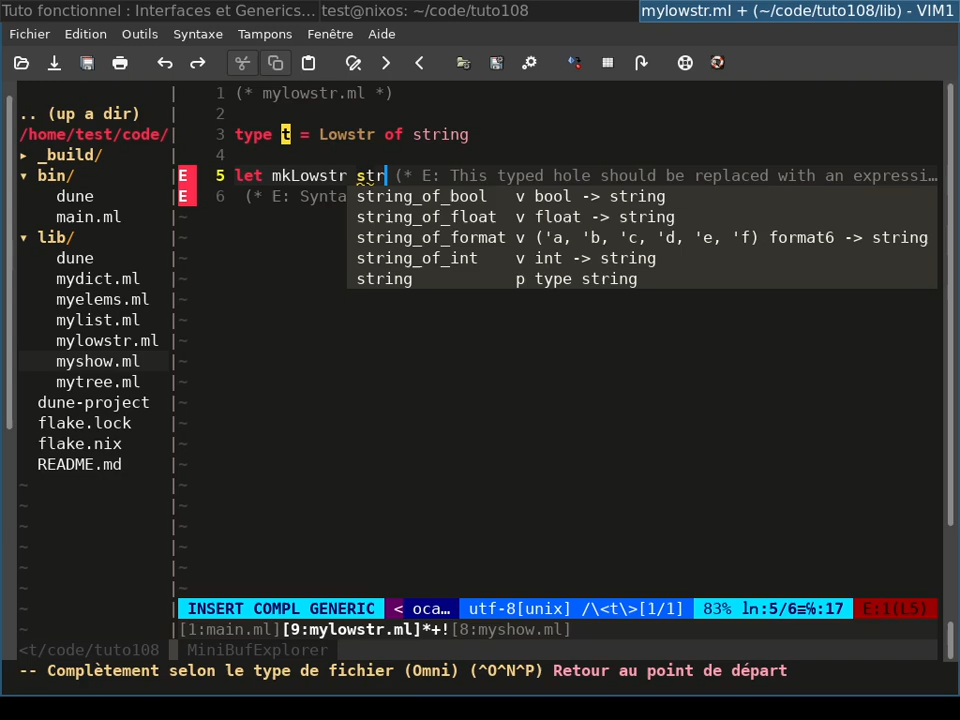 Tuto fonctionnel : Interfaces et Generics... test@nixos: ~/code/tuto108 mylowstr.ml + (~/code/tuto108/lib) - VIM1
Fichier Edition Outils Syntaxe Tampons Fenêtre Aide
1 (* mylowstr.ml *)
.. (up a dir) 2
/home/test/code/ 3 type t = Lowstr of string
▸ _build/ 4
▾ bin/ E 5 let mkLowstr str (* E: This typed hole should be replaced with an expressi…
dune E 6 (* E: Synta string_of_bool v bool -> string
main.ml ~ string_of_float v float -> string
▾ lib/ ~ string_of_format v ('a, 'b, 'c, 'd, 'e, 'f) format6 -> string
dune ~ string_of_int v int -> string
mydict.ml ~ string p type string
myelems.ml ~
mylist.ml ~
mylowstr.ml ~
myshow.ml ~
mytree.ml ~
dune-project ~
flake.lock ~
flake.nix ~
README.md ~
~ ~
~ ~
~ ~
~ ~
~ ~
~ ~
~ INSERT COMPL GENERIC < oca… utf-8[unix] /\<t\>[1/1] 83% ln:5/6≡℅:17 E:1(L5)
~ [1:main.ml][9:mylowstr.ml]*+![8:myshow.ml]
<t/code/tuto108 MiniBufExplorer
-- Complètement selon le type de fichier (Omni) (^O^N^P) Retour au point de départ